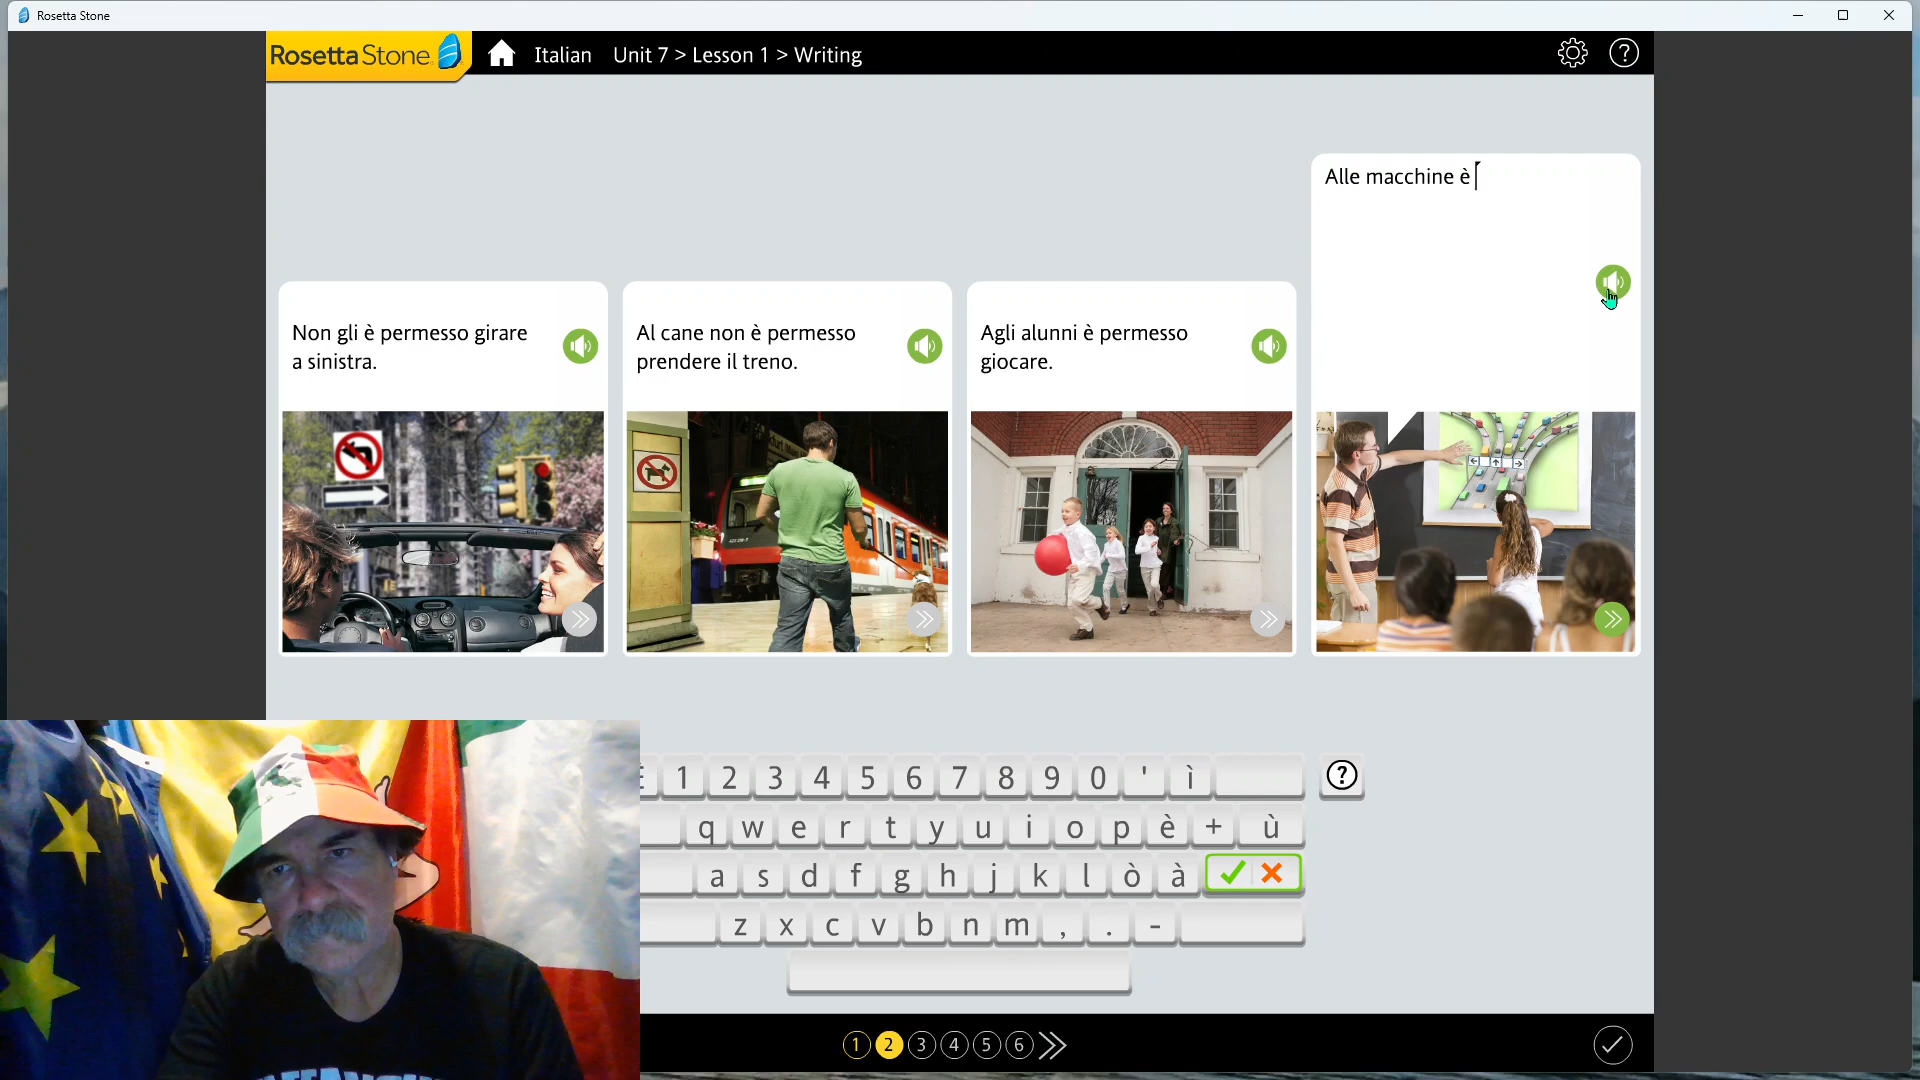 Rosetta Stone
RosettaStone Italian Unit 7 > Lesson 1 > Writing
Alle macchine è
Non gli è permesso girare
a sinistra.
Al cane non è permesso
prendere il treno.
Agli alunni è permesso
giocare.
1 2 3 4 5 6 7 8 9 0 ' ì
q w e r t y u i o p è + ù
a s d f g h j k l ò à
z x c v b n m , . -
1 2 3 4 5 6